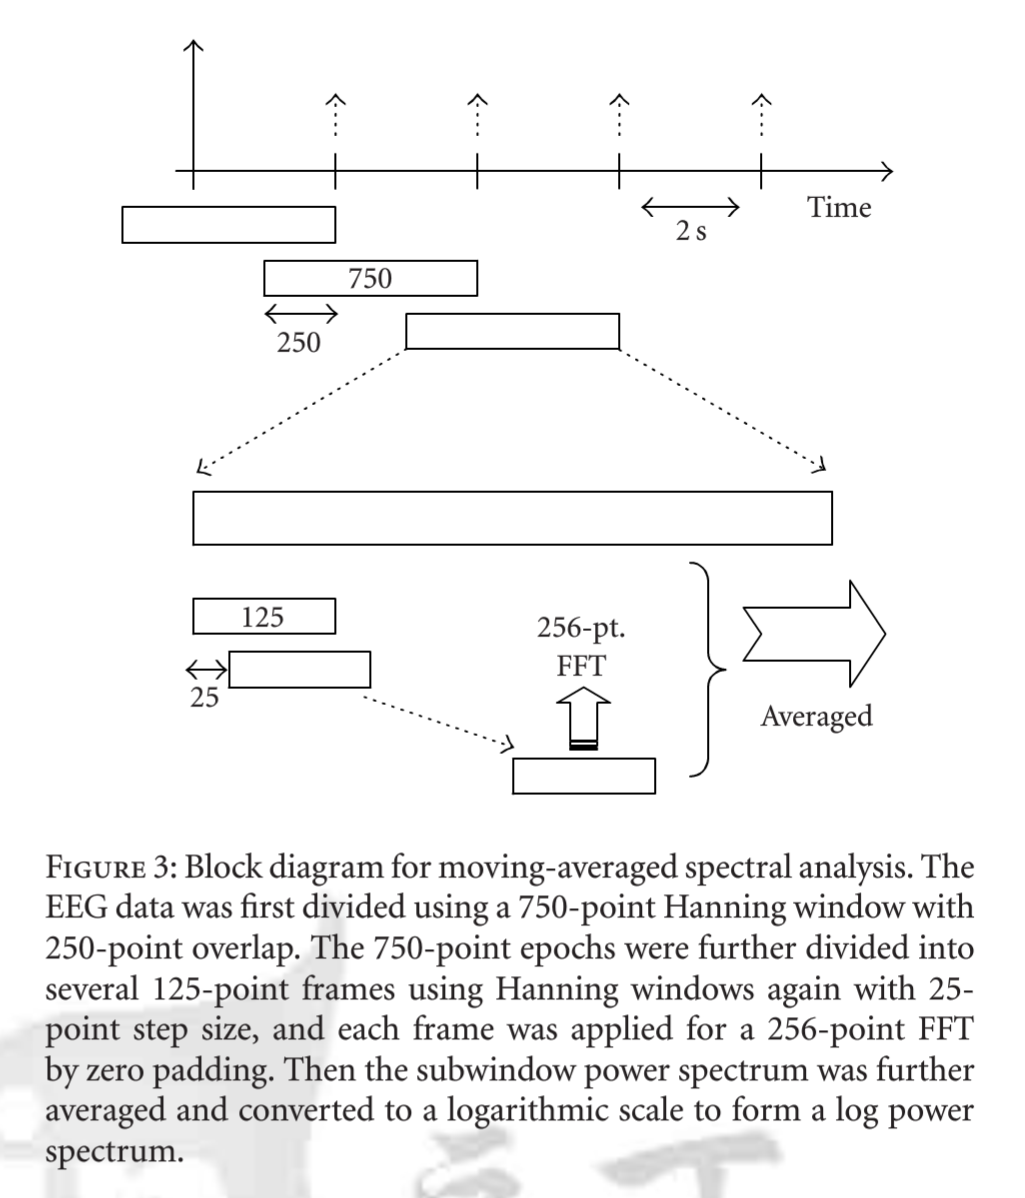 Time
2 s
750
250
125
256-pt.
FFT
25
Averaged
FIGURE 3: Block diagram for moving-averaged spectral analysis. The
EEG data was first divided using a 750-point Hanning window with
250-point overlap. The 750-point epochs were further divided into
several 125-point frames using Hanning windows again with 25-
point step size, and each frame was applied for a 256-point FFT
by zero padding. Then the subwindow power spectrum was further
averaged and converted to a logarithmic scale to form a log power
spectrum.